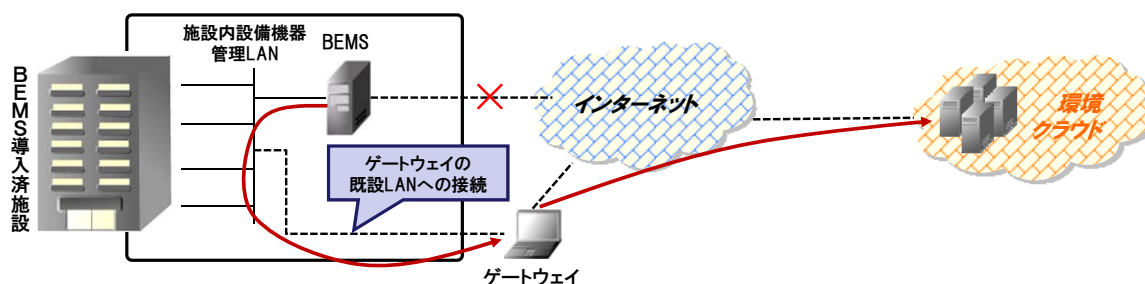 BEMS導入済施設
施設内設備機器
管理LAN
BEMS
インターネット
環境
クラウド
ゲートウェイの
既設LANへの接続
ゲートウェイ